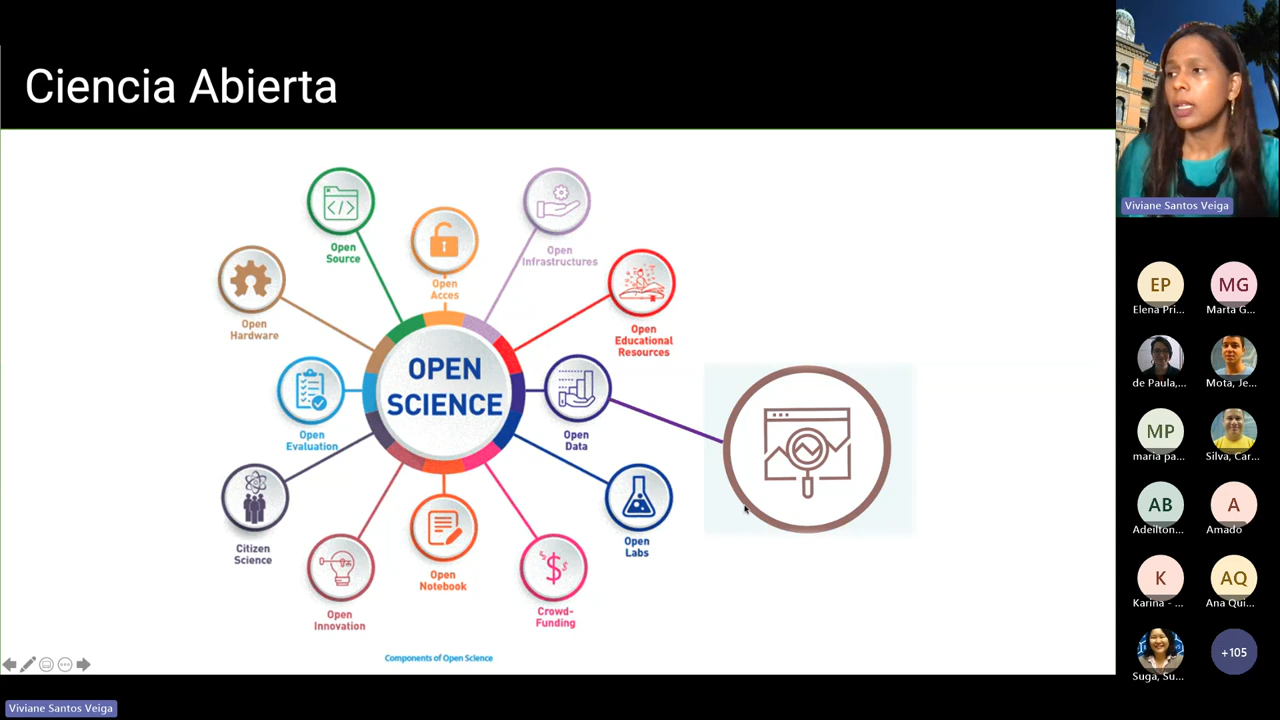 Ciencia Abierta
Open
Source
Open
Acces
Open
Infrastructures
Open
Hardware
Open
Educational
Resources
OPEN
SCIENCE
Open
Evaluation
Open
Data
Citizen
Science
Open
Labs
Open
Innovation
Open
Notebook
Crowd-
Funding
Components of Open Science
Viviane Santos Veiga
Viviane Santos Veiga
EP
Elena Pri...
MG
Marta G...
de Paula,...
Mota, Je...
MP
maria pa...
Silva, Car...
AB
Adeilton...
A
Amado
K
Karina - ...
AQ
Ana Qui...
Suga, Su...
+105